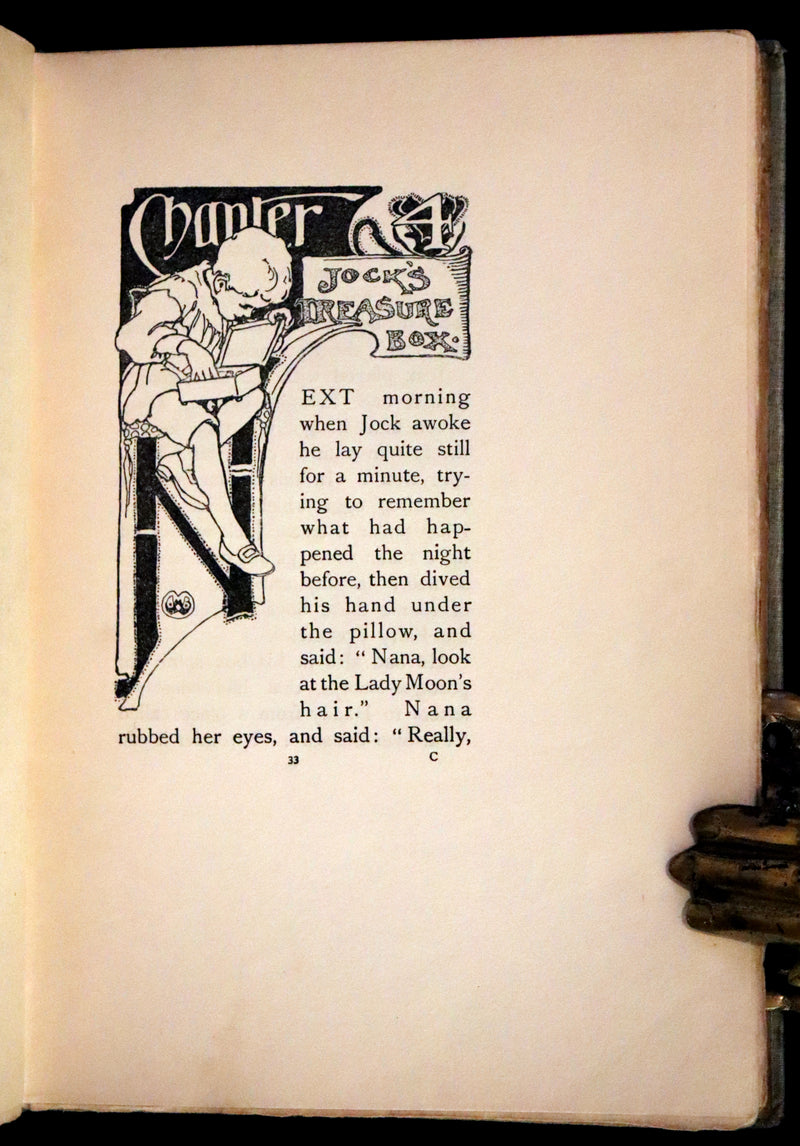 Chapter 4
JOCK'S
TREASURE
BOX.
NEXT morning
when Jock awoke
he lay quite still
for a minute, try-
ing to remember
what had hap-
pened the night
before, then dived
his hand under
the pillow, and
said: “ Nana, look
at the Lady Moon's
hair.” Nana
rubbed her eyes, and said: “ Really,
33 C